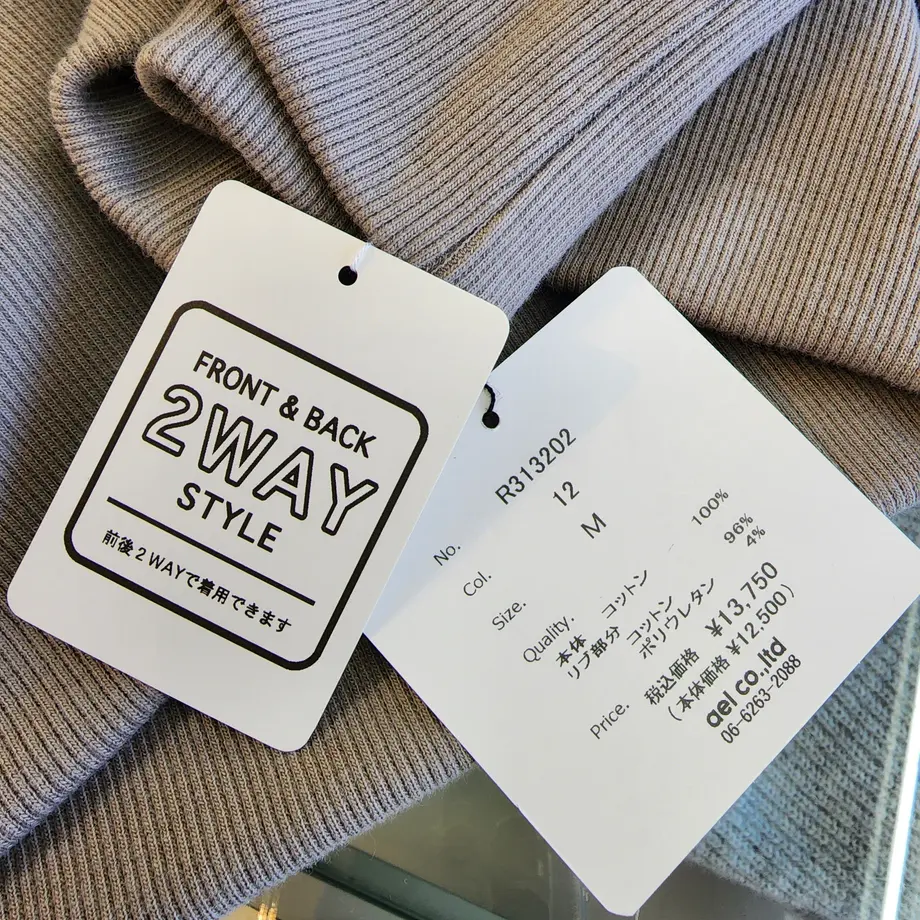 FRONT & BACK
2WAY
STYLE
前後2WAYで着用できます
No. R313202
Col. 12
Size. M
Quality.
本体 コットン 100%
リブ部分 コットン 96%
ポリウレタン 4%
Price. 税込価格 ¥13,750
(本体価格 ¥12,500)
ael co.,ltd
06-6263-2088